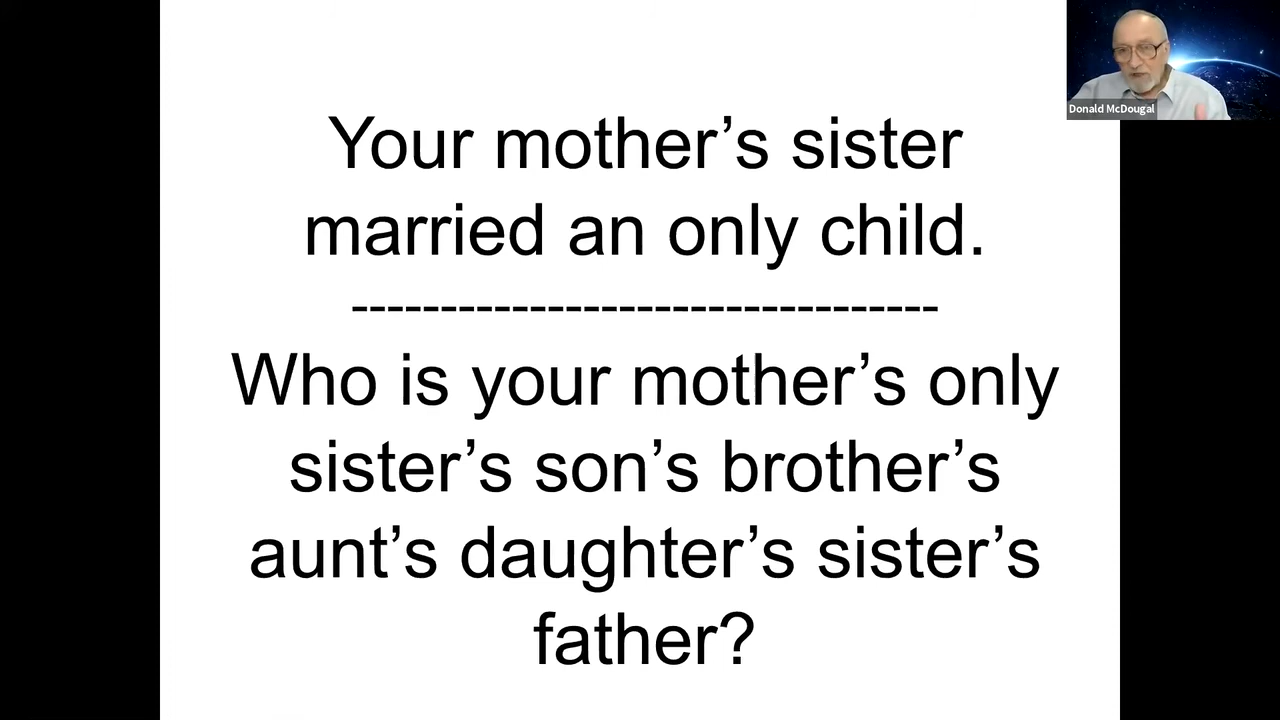 Donald McDougal
Your mother’s sister
married an only child.
---------------------------------
Who is your mother’s only
sister’s son’s brother’s
aunt’s daughter’s sister’s
father?